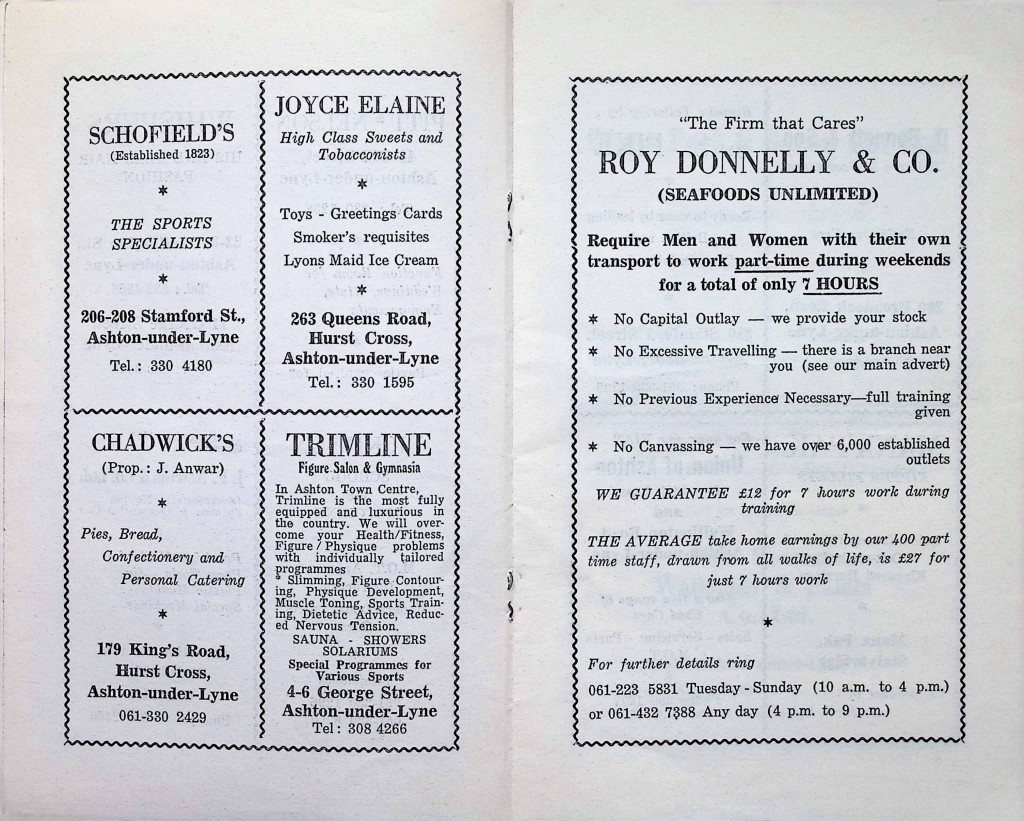 SCHOFIELD'S
(Established 1823)
*
THE SPORTS
SPECIALISTS
*
206-208 Stamford St.,
Ashton-under-Lyne
Tel.: 330 4180
JOYCE ELAINE
High Class Sweets and
Tobacconists
*
Toys - Greetings Cards
Smoker's requisites
Lyons Maid Ice Cream
*
263 Queens Road,
Hurst Cross,
Ashton-under-Lyne
Tel.: 330 1595
CHADWICK'S
(Prop.: J. Anwar)
*
Pies, Bread,
Confectionery and
Personal Catering
*
179 King's Road,
Hurst Cross,
Ashton-under-Lyne
061-330 2429
TRIMLINE
Figure Salon & Gymnasia
In Ashton Town Centre,
Trimline is the most fully
equipped and luxurious in
the country. We will over-
come your Health/Fitness,
Figure/Physique problems
with individually tailored
programmes
* Slimming, Figure Contour-
ing, Physique Development,
Muscle Toning, Sports Train-
ing, Dietetic Advice, Reduc-
ed Nervous Tension.
SAUNA - SHOWERS
SOLARIUMS
Special Programmes for
Various Sports
4-6 George Street,
Ashton-under-Lyne
Tel: 308 4266
"The Firm that Cares"
ROY DONNELLY & CO.
(SEAFOODS UNLIMITED)
Require Men and Women with their own
transport to work part-time during weekends
for a total of only 7 HOURS
* No Capital Outlay — we provide your stock
* No Excessive Travelling — there is a branch near
you (see our main advert)
* No Previous Experience Necessary—full training
given
* No Canvassing — we have over 6,000 established
outlets
WE GUARANTEE £12 for 7 hours work during
training
THE AVERAGE take home earnings by our 400 part
time staff, drawn from all walks of life, is £27 for
just 7 hours work
*
For further details ring
061-223 5831 Tuesday - Sunday (10 a.m. to 4 p.m.)
or 061-432 7388 Any day (4 p.m. to 9 p.m.)